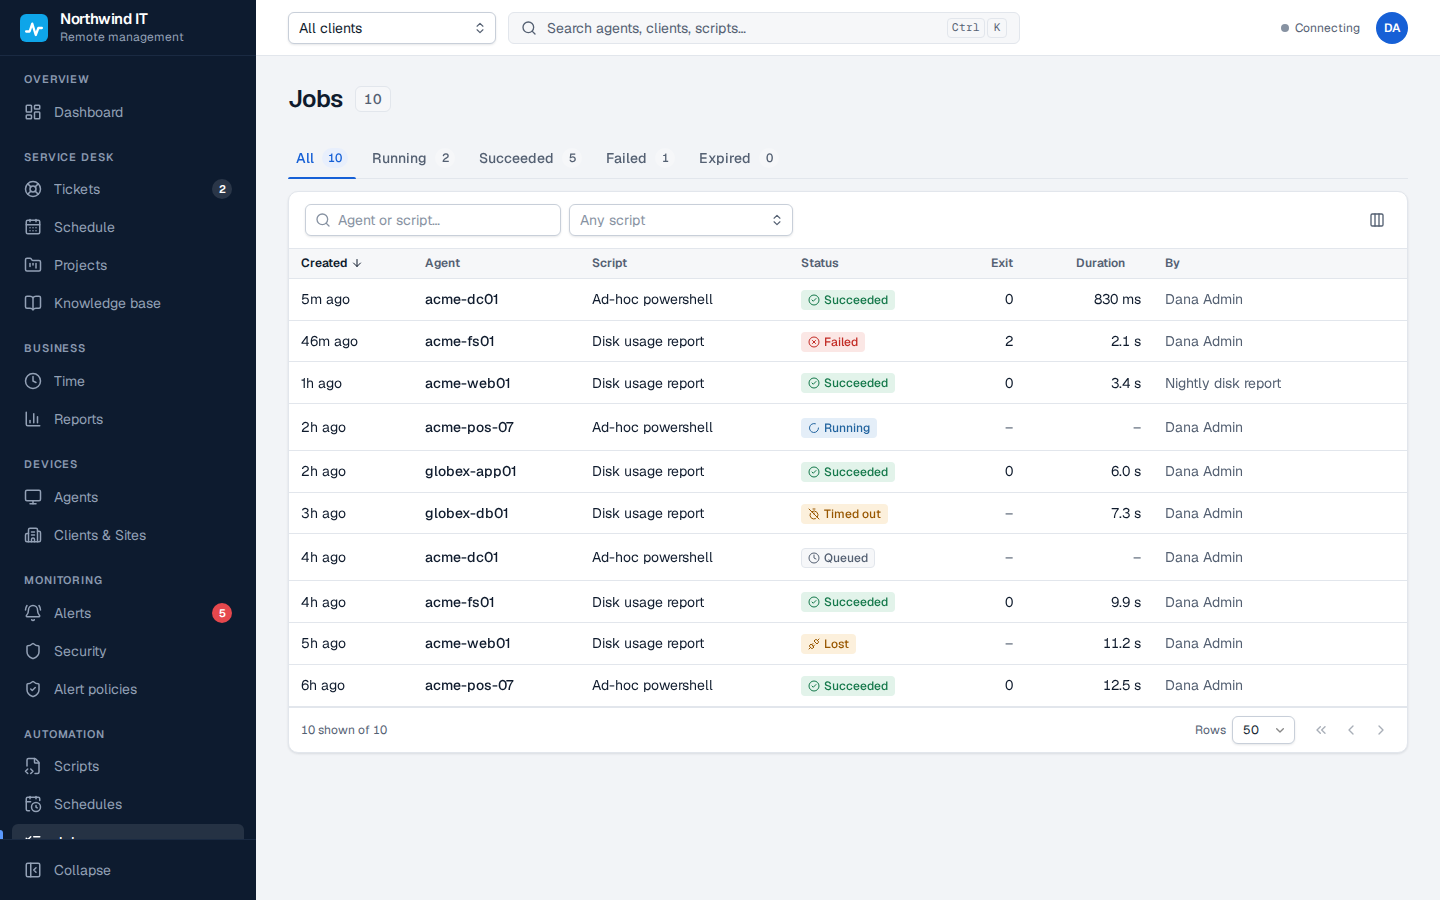 Northwind IT
Remote management
All clients
Search agents, clients, scripts...
Ctrl K
Connecting
DA
OVERVIEW
Dashboard
SERVICE DESK
Tickets 2
Schedule
Projects
Knowledge base
BUSINESS
Time
Reports
DEVICES
Agents
Clients & Sites
MONITORING
Alerts 5
Security
Alert policies
AUTOMATION
Scripts
Schedules
Collapse
Jobs 10
All 10 Running 2 Succeeded 5 Failed 1 Expired 0
Agent or script... Any script
Created Agent Script Status Exit Duration By
5m ago acme-dc01 Ad-hoc powershell Succeeded 0 830 ms Dana Admin
46m ago acme-fs01 Disk usage report Failed 2 2.1 s Dana Admin
1h ago acme-web01 Disk usage report Succeeded 0 3.4 s Nightly disk report
2h ago acme-pos-07 Ad-hoc powershell Running – – Dana Admin
2h ago globex-app01 Disk usage report Succeeded 0 6.0 s Dana Admin
3h ago globex-db01 Disk usage report Timed out – 7.3 s Dana Admin
4h ago acme-dc01 Ad-hoc powershell Queued – – Dana Admin
4h ago acme-fs01 Disk usage report Succeeded 0 9.9 s Dana Admin
5h ago acme-web01 Disk usage report Lost – 11.2 s Dana Admin
6h ago acme-pos-07 Ad-hoc powershell Succeeded 0 12.5 s Dana Admin
10 shown of 10 Rows 50